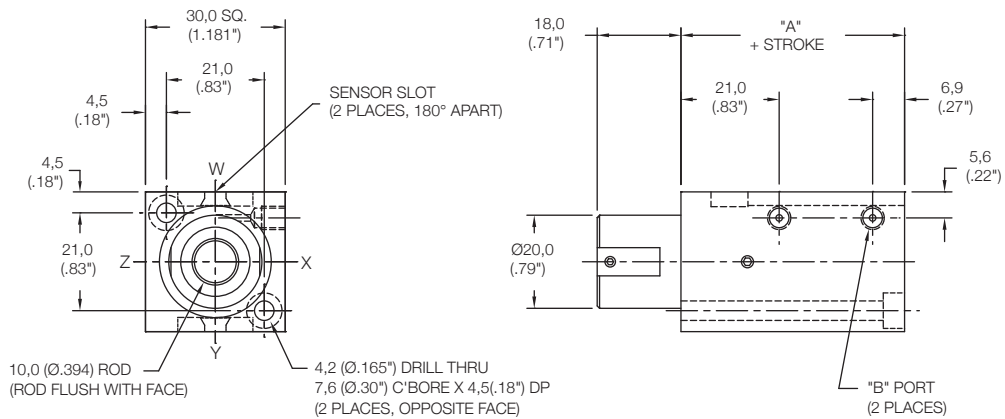 30,0 SQ.
(1.181")
21,0
(.83")
4,5
(.18")
SENSOR SLOT
(2 PLACES, 180° APART)
4,5
(.18")
W
21,0
(.83")
Z
X
Y
10,0 (Ø.394) ROD
(ROD FLUSH WITH FACE)
4,2 (Ø.165") DRILL THRU
7,6 (Ø.30") C'BORE X 4,5(.18") DP
(2 PLACES, OPPOSITE FACE)
18,0
(.71")
"A"
+ STROKE
21,0
(.83")
6,9
(.27")
5,6
(.22")
Ø20,0
(.79")
"B" PORT
(2 PLACES)